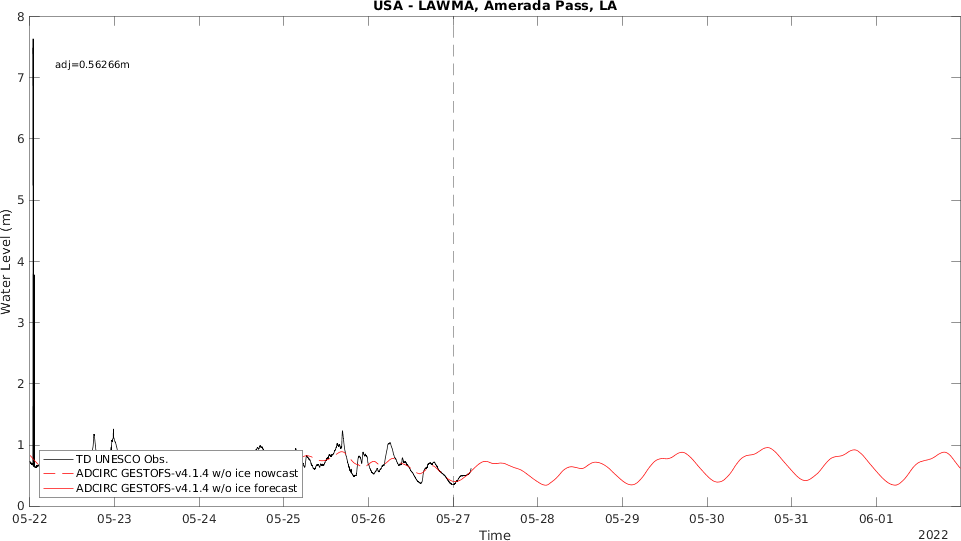 USA - LAWMA, Amerada Pass, LA
8
7
6
5
4
3
2
1
0
Water Level (m)
adj=0.56266m
TD UNESCO Obs.
ADCIRC GESTOFS-v4.1.4 w/o ice nowcast
ADCIRC GESTOFS-v4.1.4 w/o ice forecast
05-22 05-23 05-24 05-25 05-26 05-27 05-28 05-29 05-30 05-31 06-01
Time
2022